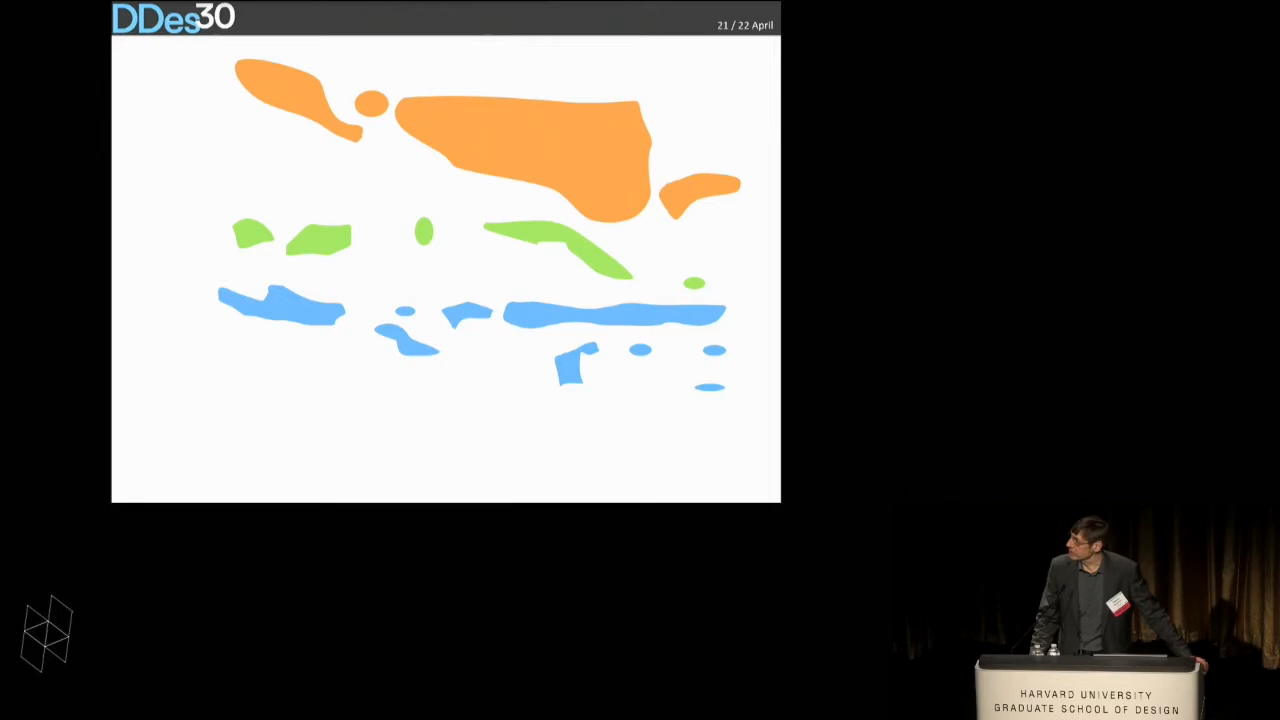 DDes30
21 / 22 April
HARVARD UNIVERSITY
GRADUATE SCHOOL OF DESIGN